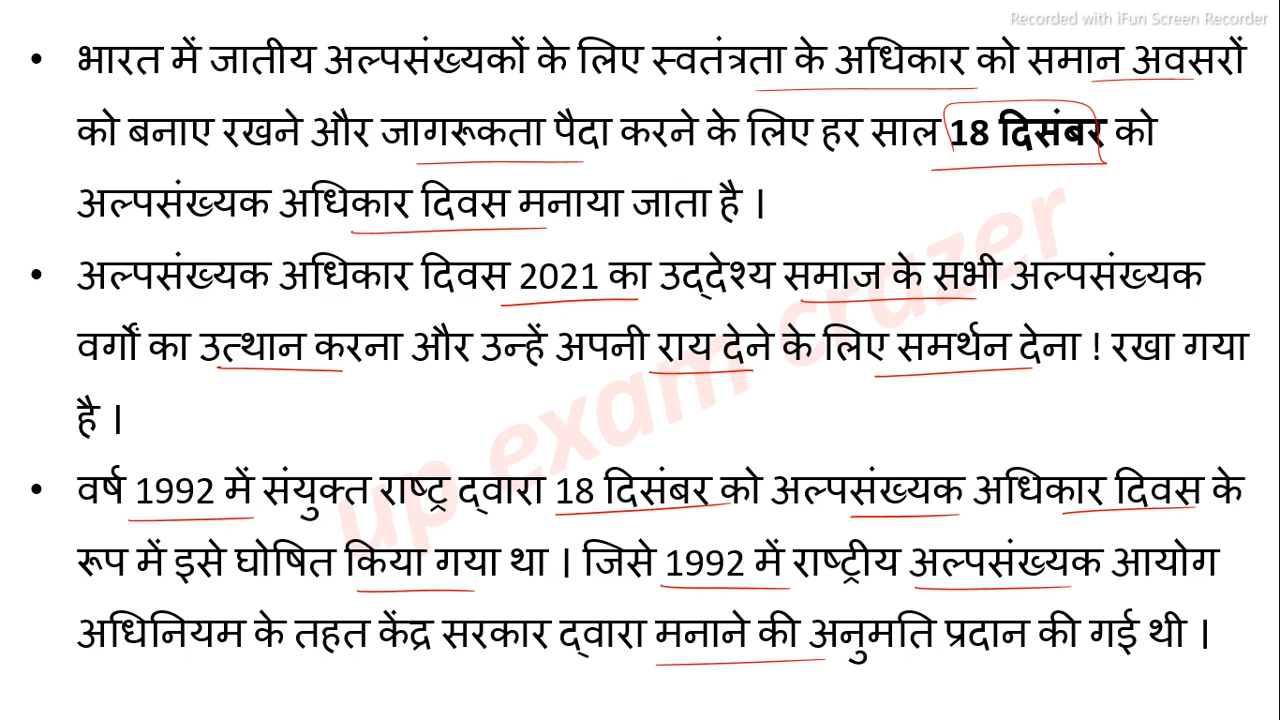 Recorded with iFun Screen Recorder
• भारत में जातीय अल्पसंख्यकों के लिए स्वतंत्रता के अधिकार को समान अवसरों
को बनाए रखने और जागरूकता पैदा करने के लिए हर साल 18 दिसंबर को
अल्पसंख्यक अधिकार दिवस मनाया जाता है ।
• अल्पसंख्यक अधिकार दिवस 2021 का उद्देश्य समाज के सभी अल्पसंख्यक
वर्गों का उत्थान करना और उन्हें अपनी राय देने के लिए समर्थन देना ! रखा गया
है ।
• वर्ष 1992 में संयुक्त राष्ट्र द्वारा 18 दिसंबर को अल्पसंख्यक अधिकार दिवस के
रूप में इसे घोषित किया गया था । जिसे 1992 में राष्ट्रीय अल्पसंख्यक आयोग
अधिनियम के तहत केंद्र सरकार द्वारा मनाने की अनुमति प्रदान की गई थी ।
up exam crazer